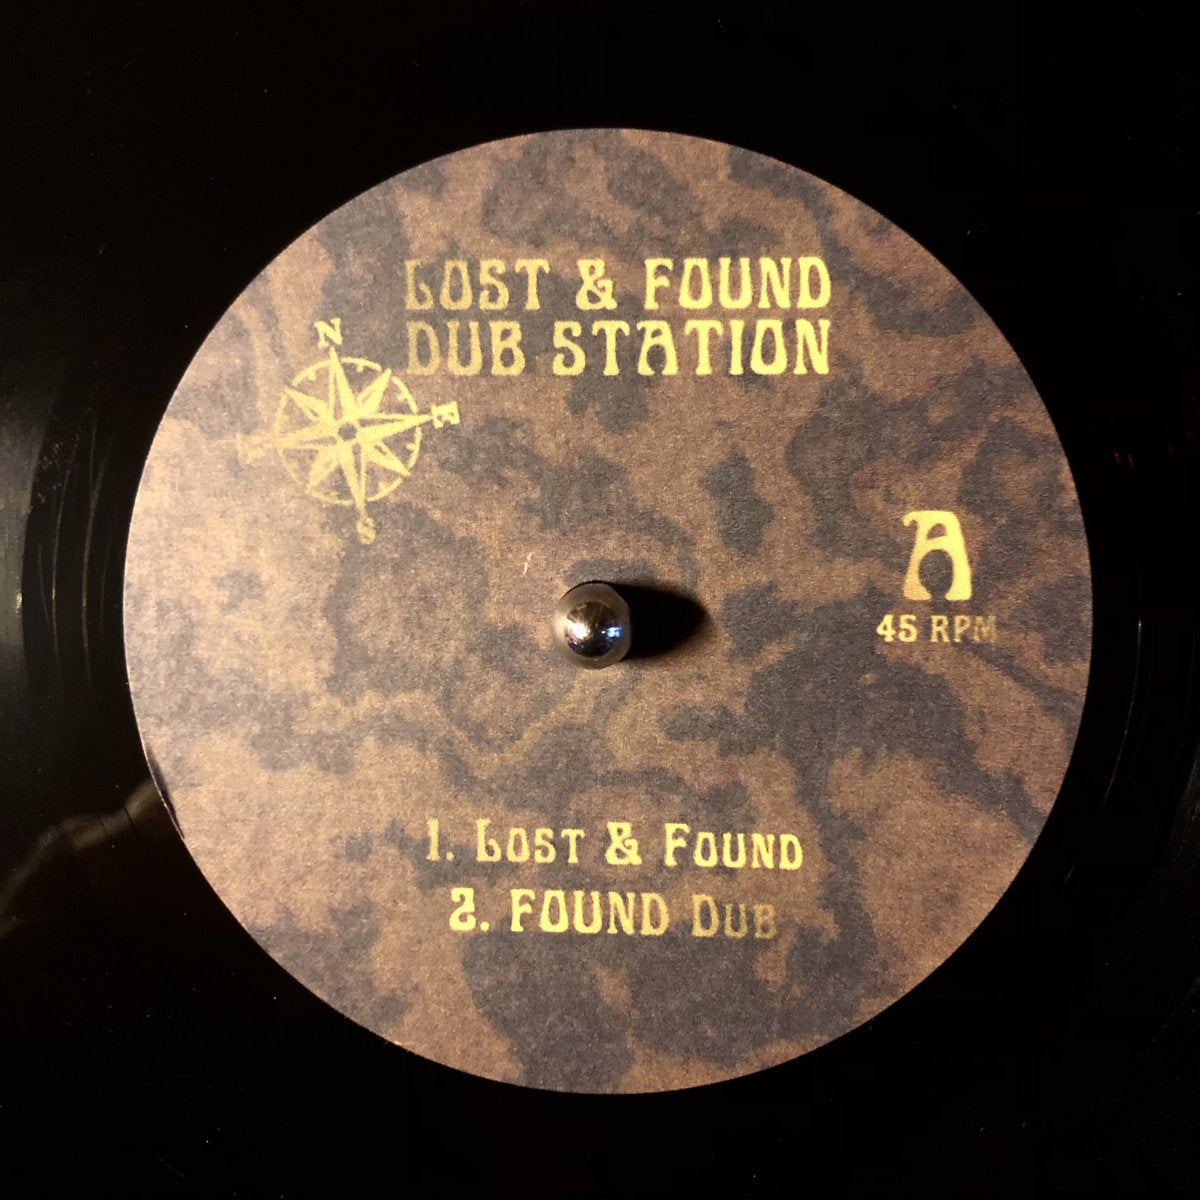 LOST & FOUND
DUB STATION
N
E
S
A
45 RPM
1. LOST & FOUND
2. FOUND DUB